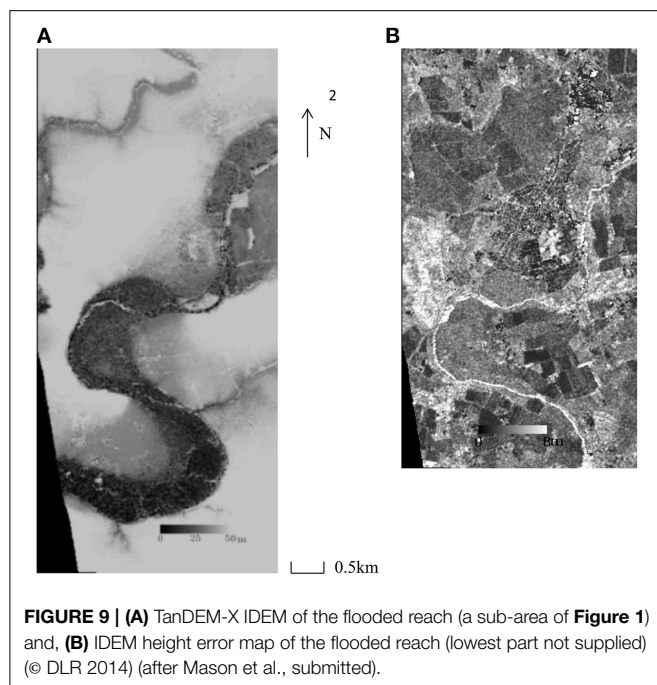 A
B
2
N
0 8m
0 25 50 m
0.5km
FIGURE 9 | (A) TanDEM-X IDEM of the flooded reach (a sub-area of Figure 1)
and, (B) IDEM height error map of the flooded reach (lowest part not supplied)
(© DLR 2014) (after Mason et al., submitted).